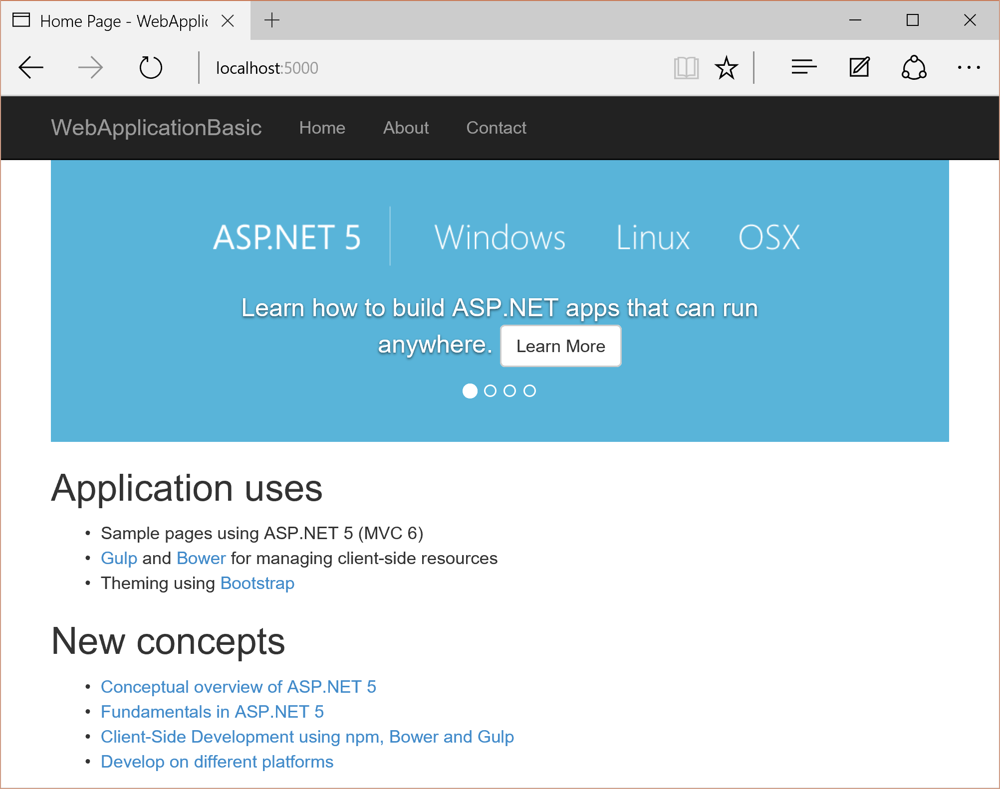 Home Page - WebApplic
localhost:5000
WebApplicationBasic Home About Contact
ASP.NET 5 Windows Linux OSX
Learn how to build ASP.NET apps that can run
anywhere. Learn More
Application uses
• Sample pages using ASP.NET 5 (MVC 6)
• Gulp and Bower for managing client-side resources
• Theming using Bootstrap
New concepts
• Conceptual overview of ASP.NET 5
• Fundamentals in ASP.NET 5
• Client-Side Development using npm, Bower and Gulp
• Develop on different platforms